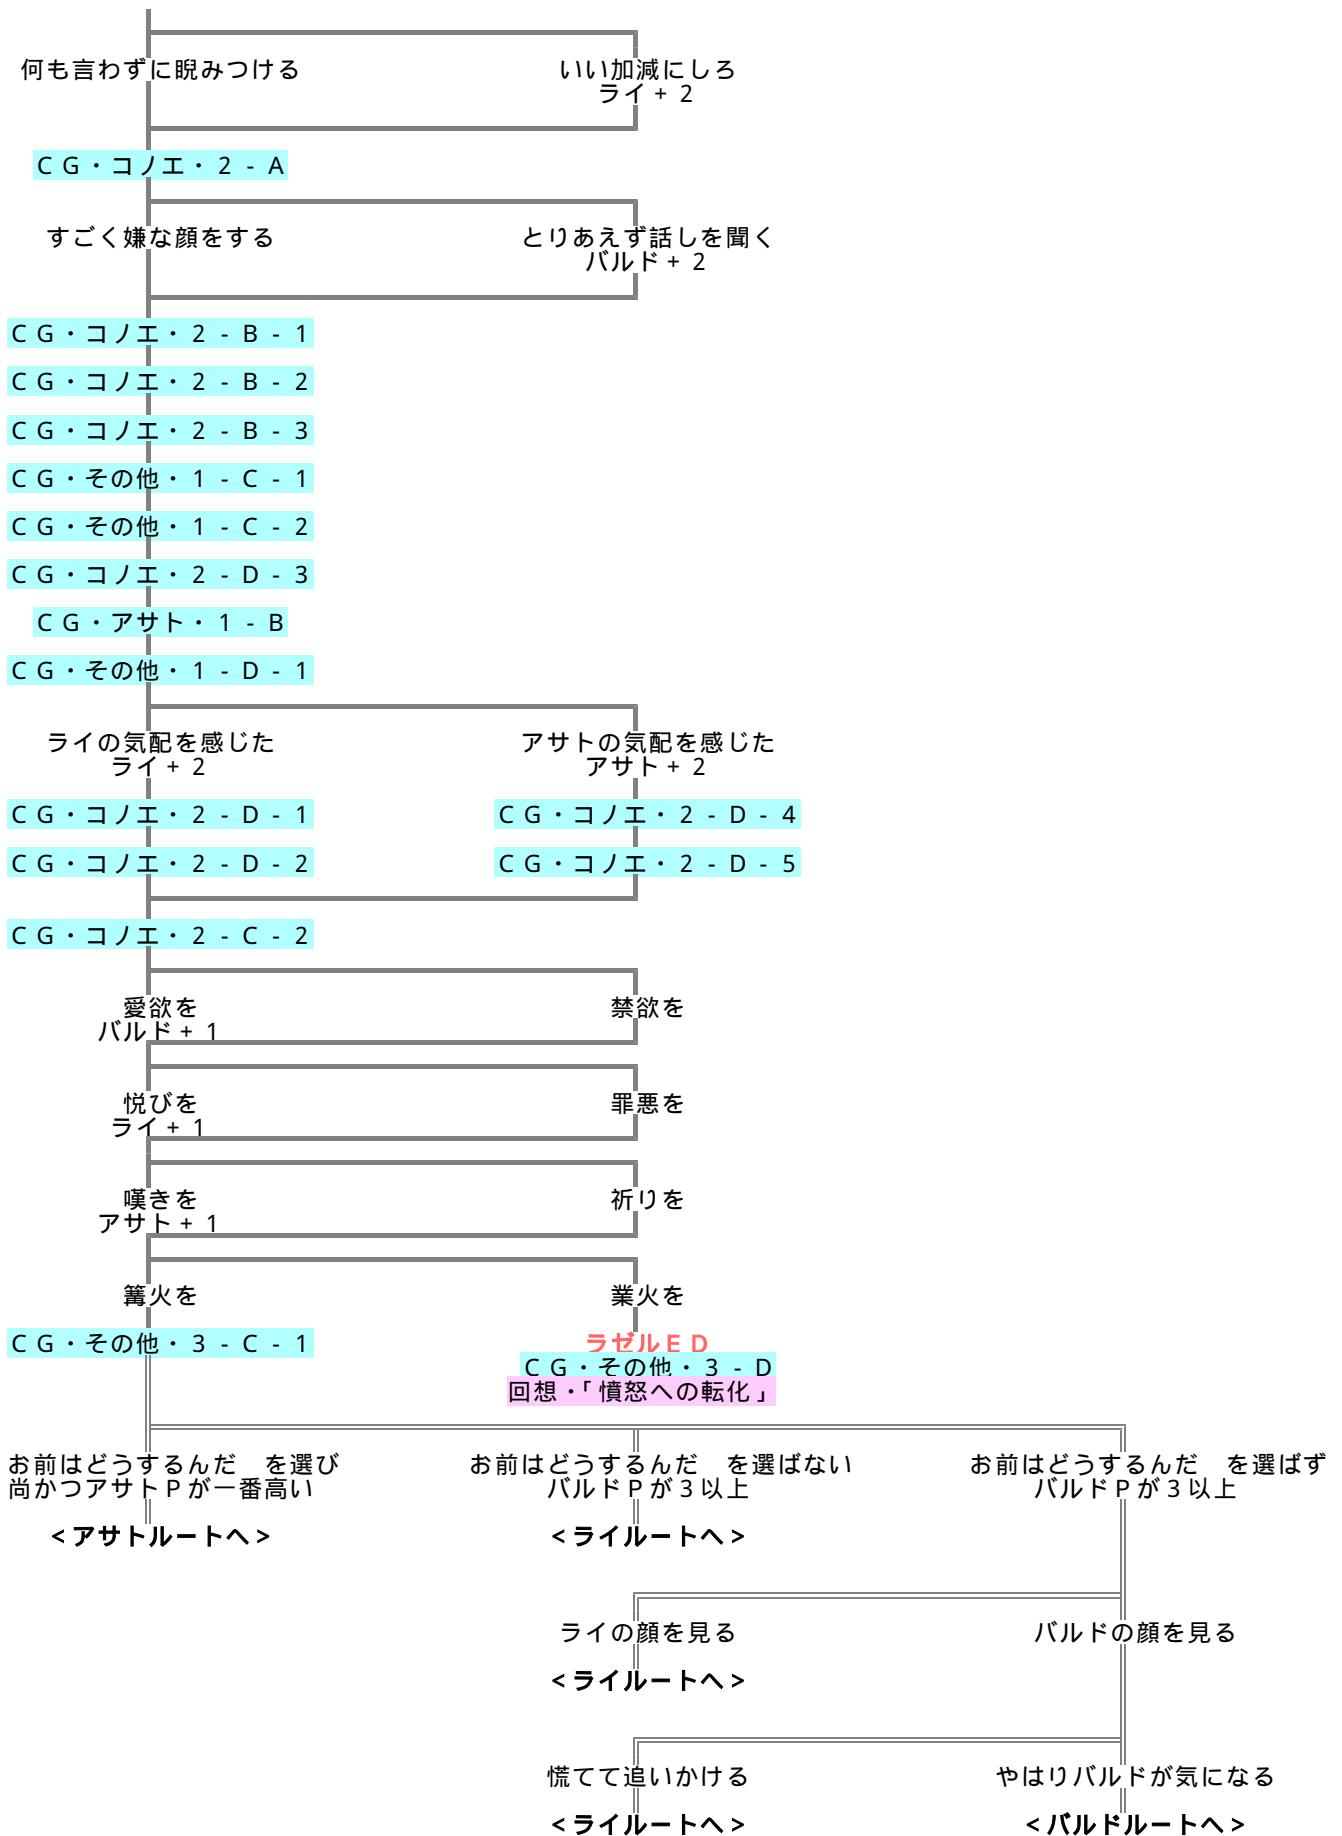 何も言わずに睨みつける
いい加減にしろ
ライ+2
CG・コノエ・2-A
すごく嫌な顔をする
とりあえず話しを聞く
バルド+2
CG・コノエ・2-B-1
CG・コノエ・2-B-2
CG・コノエ・2-B-3
CG・その他・1-C-1
CG・その他・1-C-2
CG・コノエ・2-D-3
CG・アサト・1-B
CG・その他・1-D-1
ライの気配を感じた
ライ+2
アサトの気配を感じた
アサト+2
CG・コノエ・2-D-1
CG・コノエ・2-D-4
CG・コノエ・2-D-2
CG・コノエ・2-D-5
CG・コノエ・2-C-2
愛欲を
バルド+1
禁欲を
悦びを
ライ+1
罪悪を
嘆きを
アサト+1
祈りを
篝火を
業火を
CG・その他・3-C-1
ラゼルED
CG・その他・3-D
回想・「憤怒への転化」
お前はどうするんだ　を選び
尚かつアサトPが一番高い
<アサトルートへ>
お前はどうするんだ　を選ばない
バルドPが3以上
<ライルートへ>
お前はどうするんだ　を選ばず
バルドPが3以上
ライの顔を見る
バルドの顔を見る
<ライルートへ>
慌てて追いかける
やはりバルドが気になる
<ライルートへ>
<バルドルートへ>